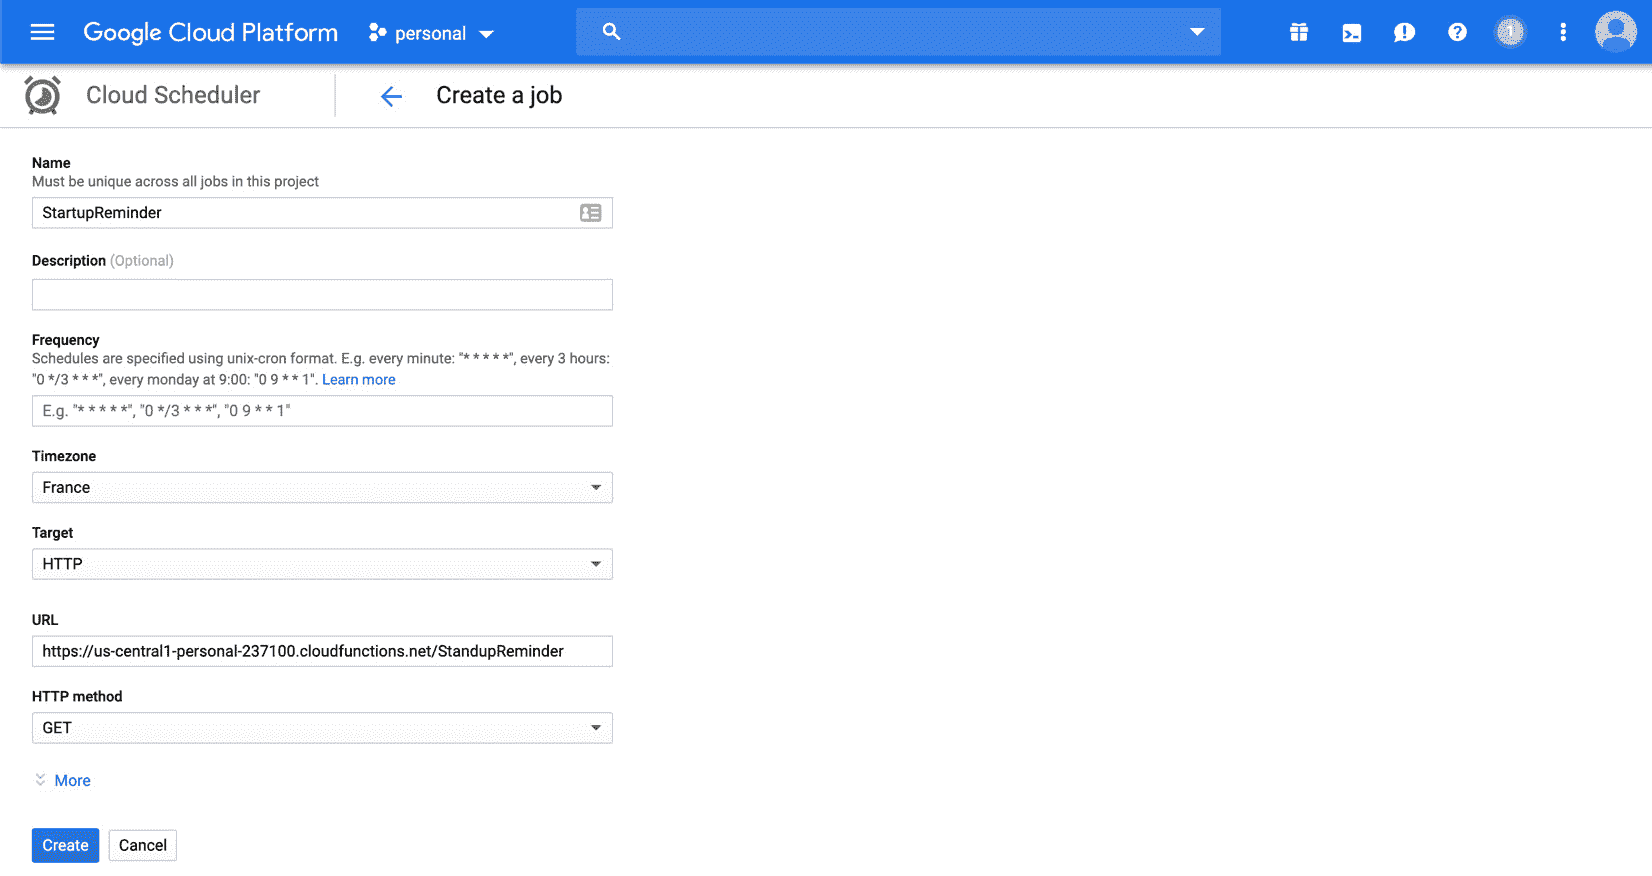 Google Cloud Platform
personal
1
Cloud Scheduler
Create a job
Name
Must be unique across all jobs in this project
StartupReminder
Description (Optional)
Frequency
Schedules are specified using unix-cron format. E.g. every minute: "* * * * *", every 3 hours:
"0 */3 * * *", every monday at 9:00: "0 9 * * 1". Learn more
E.g. "* * * * *", "0 */3 * * *", "0 9 * * 1"
Timezone
France
Target
HTTP
URL
https://us-central1-personal-237100.cloudfunctions.net/StandupReminder
HTTP method
GET
More
Create
Cancel